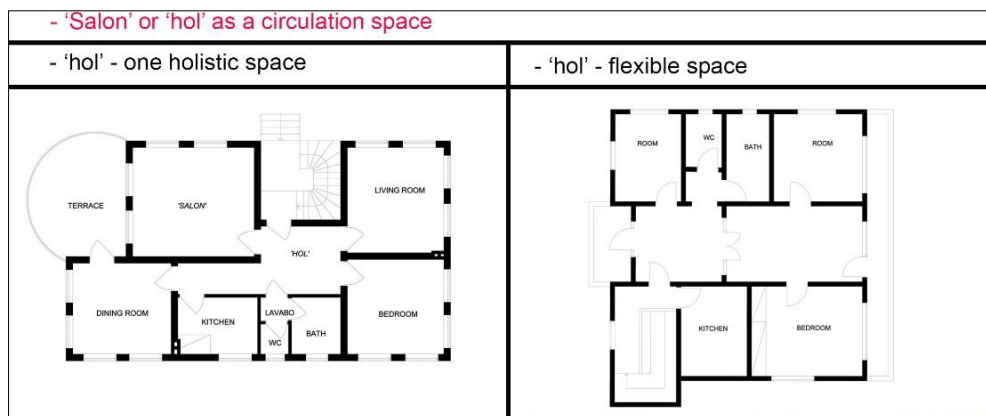 - 'Salon' or 'hol' as a circulation space
- 'hol' - one holistic space
- 'hol' - flexible space
TERRACE
'SALON'
LIVING ROOM
'HOL'
DINING ROOM
KITCHEN
LAVABO
WC
BATH
BEDROOM
ROOM
WC
BATH
ROOM
KITCHEN
BEDROOM